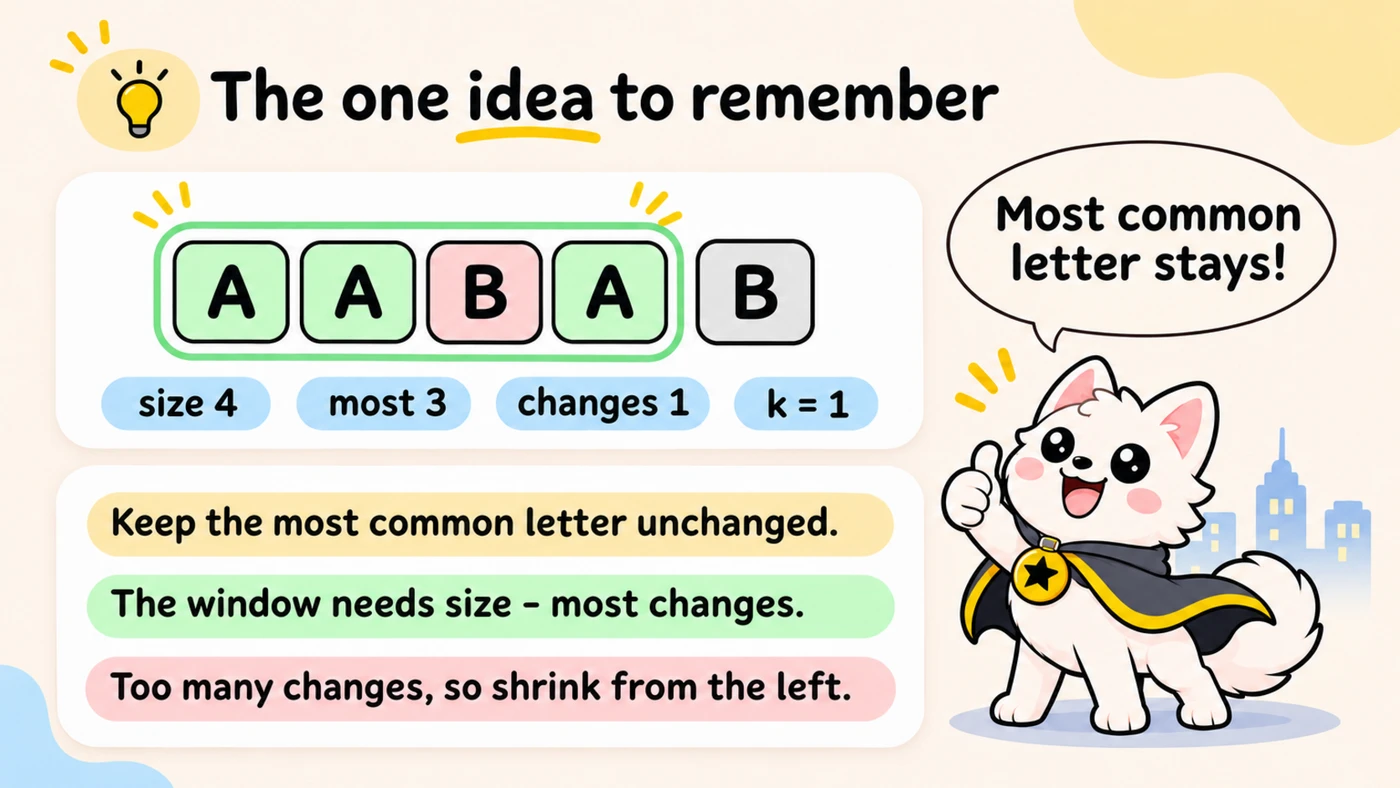 The one idea to remember
A A B A B
size 4 most 3 changes 1 k = 1
Most common
letter stays!
Keep the most common letter unchanged.
The window needs size – most changes.
Too many changes, so shrink from the left.